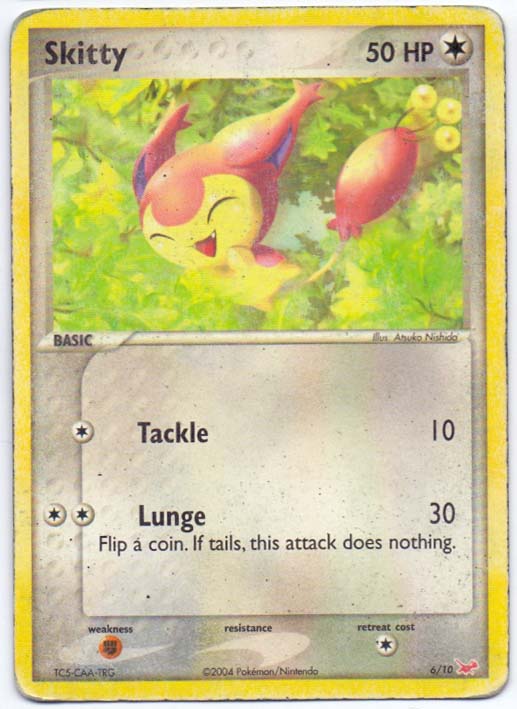 Skitty 50 HP
BASIC Illus. Atsuko Nishida
Tackle 10
Lunge 30
Flip a coin. If tails, this attack does nothing.
weakness resistance retreat cost
TC5-CAA-TRG ©2004 Pokémon/Nintendo 6/10